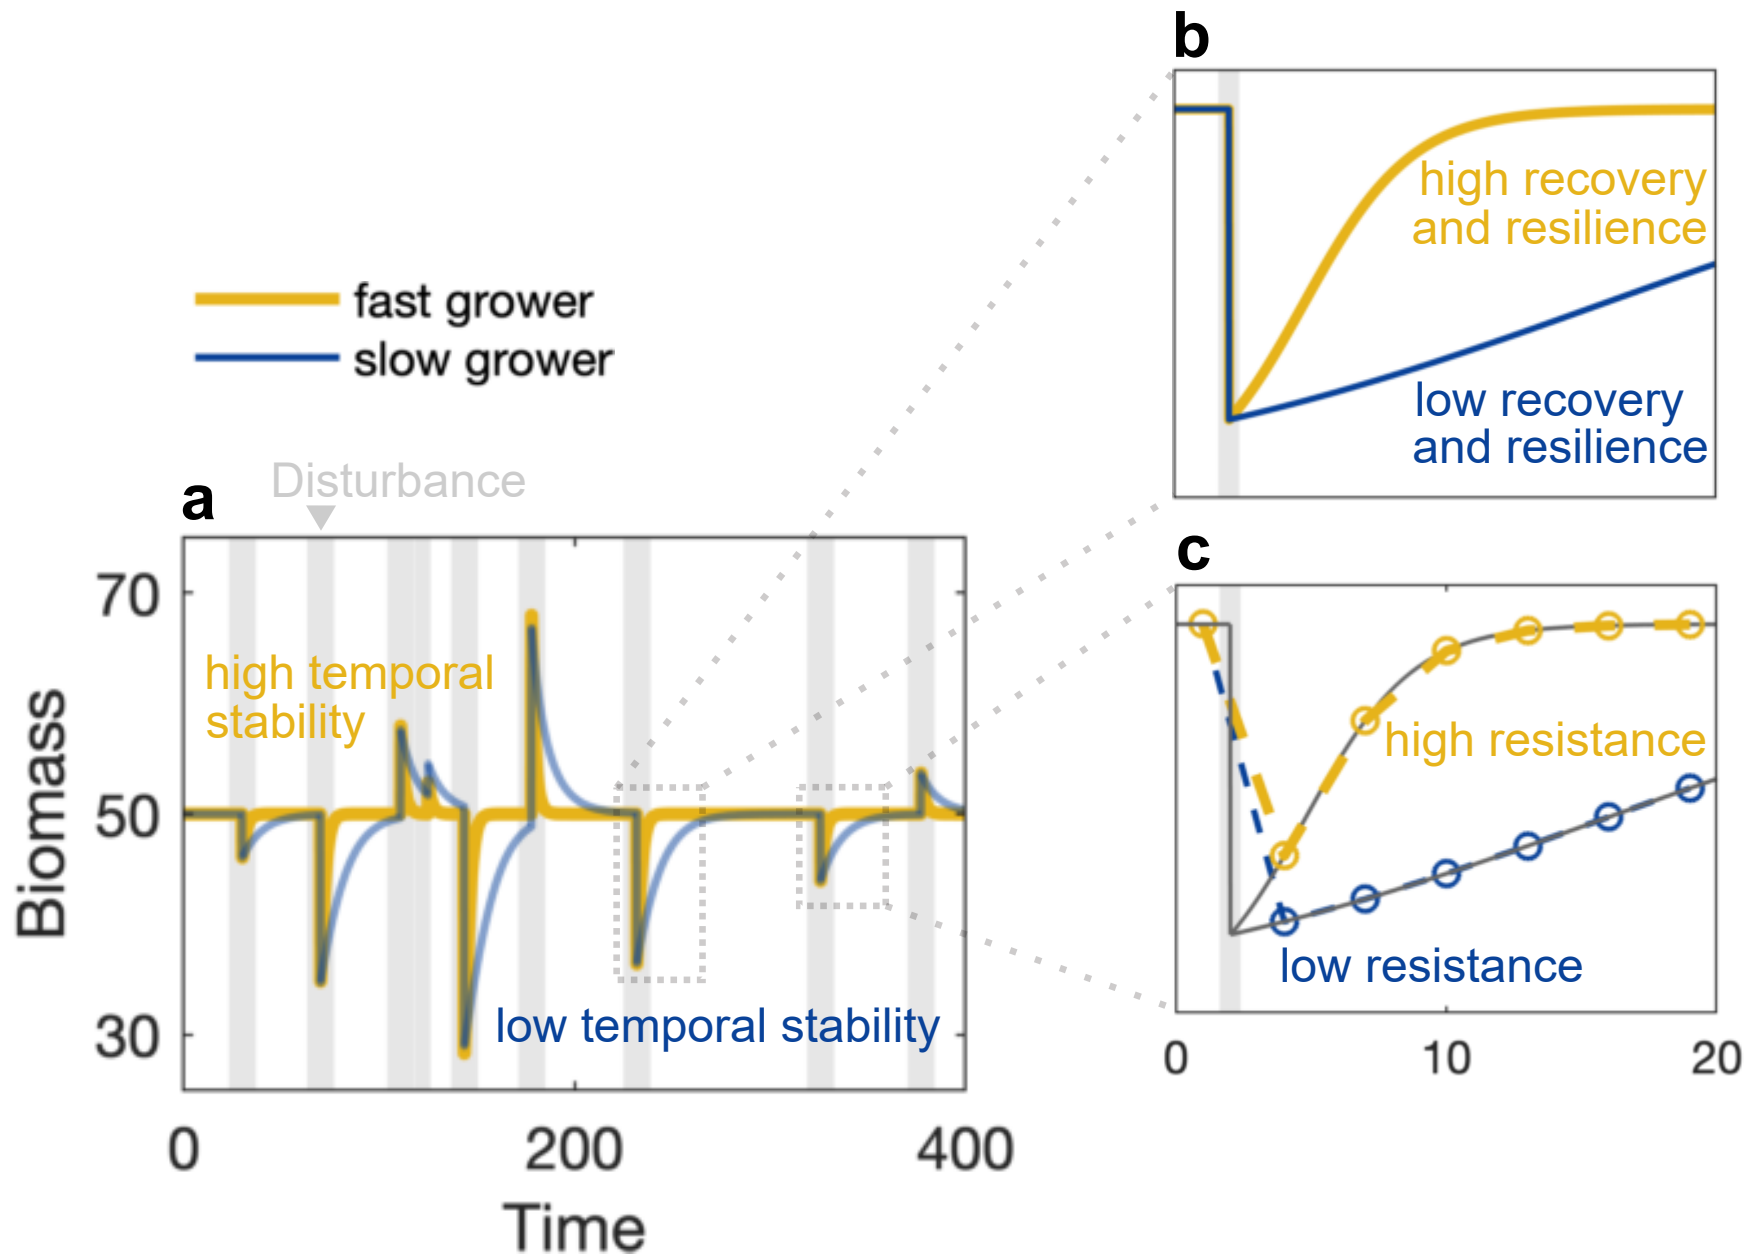 b
high recovery
and resilience
low recovery
and resilience
fast grower
slow grower
Disturbance
a
70
50
30
Biomass
high temporal
stability
low temporal stability
0
200
400
Time
c
high resistance
low resistance
0
10
20